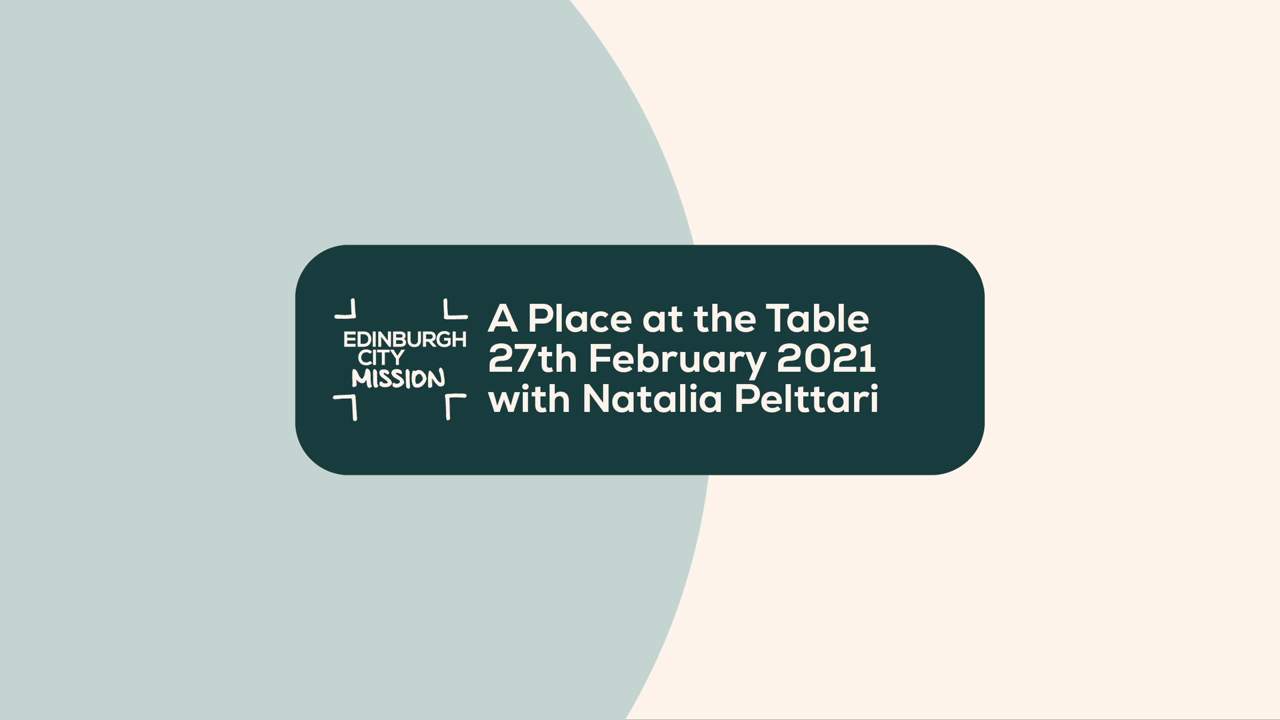 EDINBURGH
CITY
MISSION
A Place at the Table
27th February 2021
with Natalia Pelttari